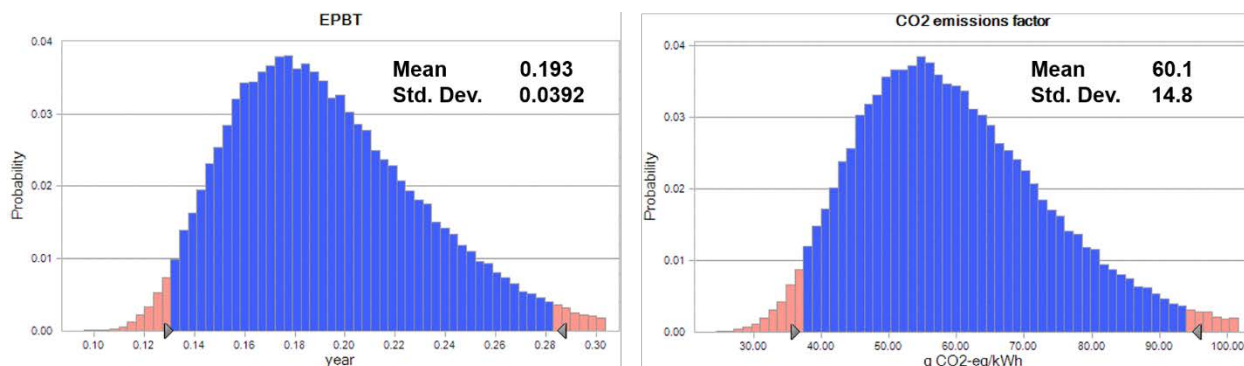 EPBT
0.04
0.03
0.02
0.01
0.00
Probability
Mean 0.193
Std. Dev. 0.0392
0.10 0.12 0.14 0.16 0.18 0.20 0.22 0.24 0.26 0.28 0.30
year
CO2 emissions factor
0.04
0.03
0.02
0.01
0.00
Probability
Mean 60.1
Std. Dev. 14.8
30.00 40.00 50.00 60.00 70.00 80.00 90.00 100.00
g CO2-eq/kWh